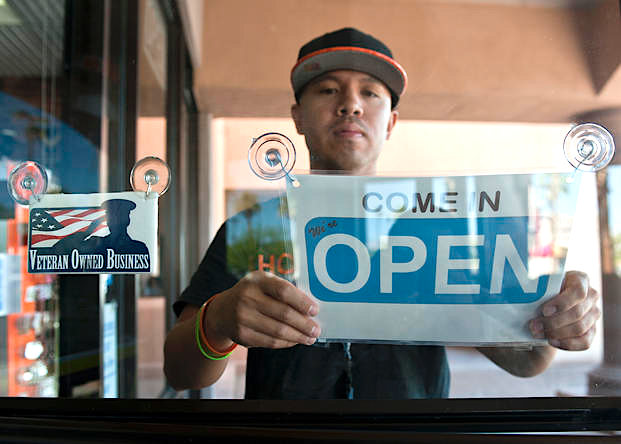 COME IN
We're
OPEN
VETERAN OWNED BUSINESS